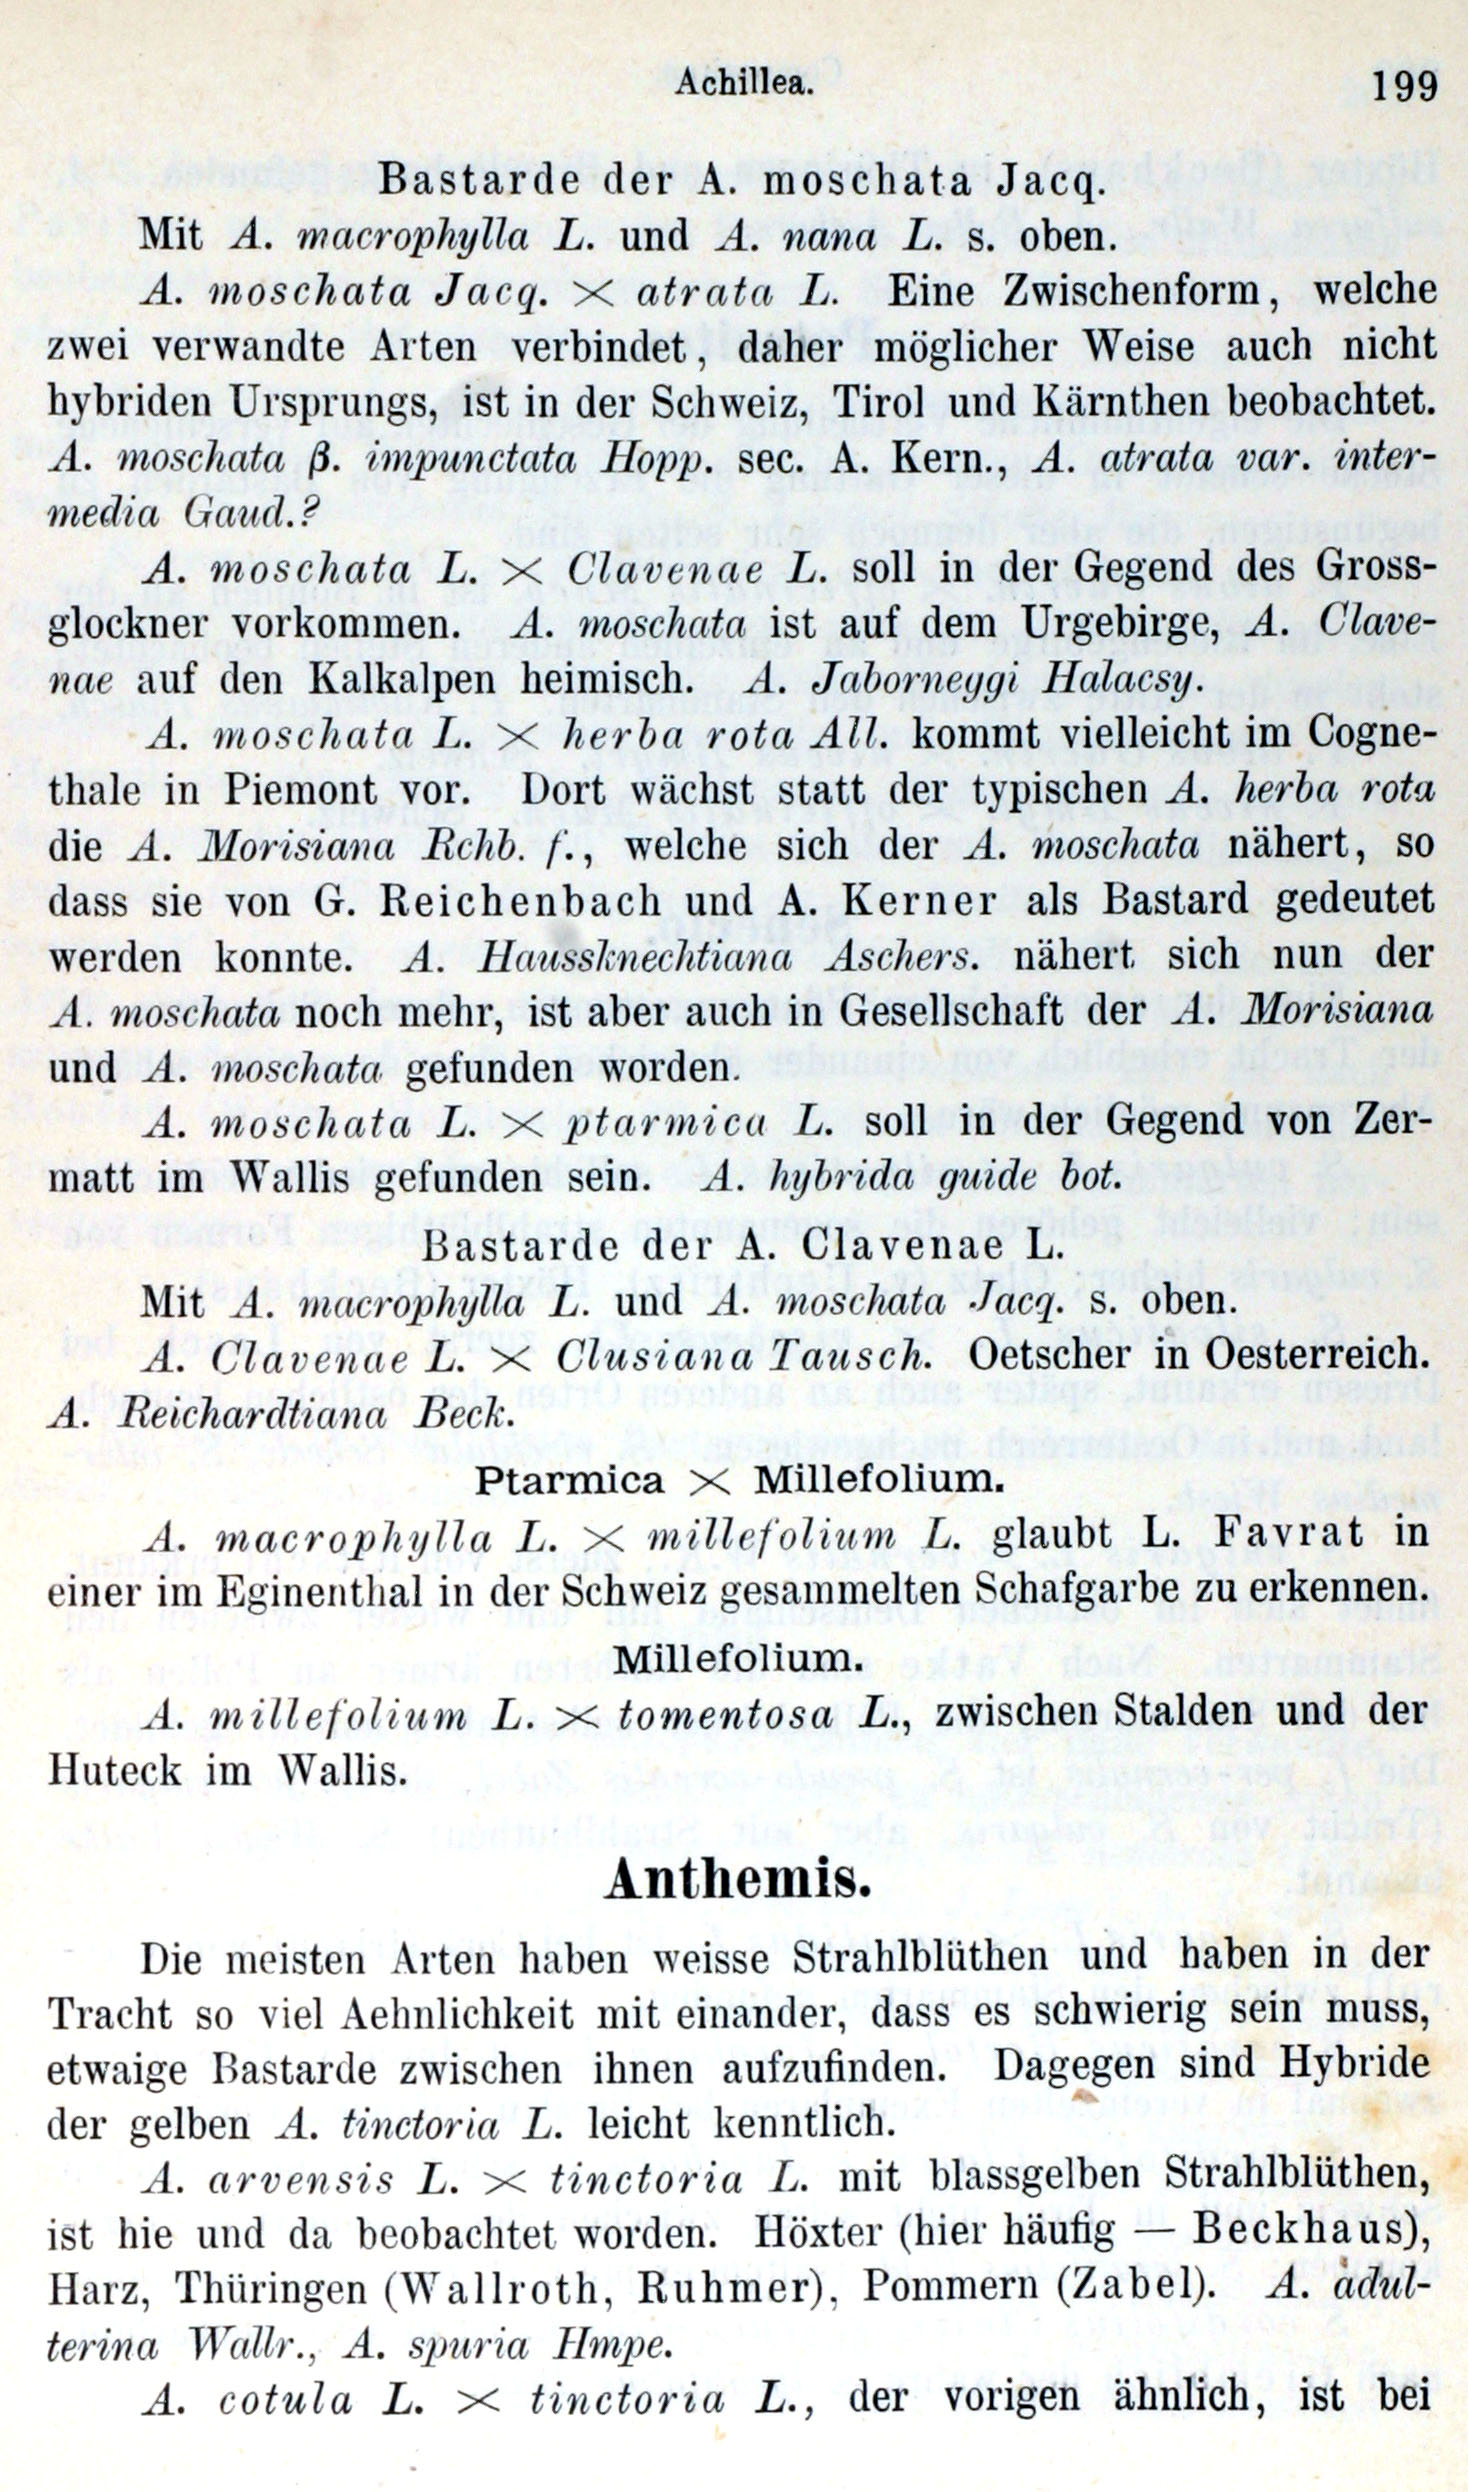 Achillea.
199
Bastarde der A. moschata Jacq.
Mit A. macrophylla L. und A. nana L. s. oben.
A. moschata Jacq. × atrata L. Eine Zwischenform, welche
zwei verwandte Arten verbindet, daher möglicher Weise auch nicht
hybriden Ursprungs, ist in der Schweiz, Tirol und Kärnthen beobachtet.
A. moschata β. impunctata Hopp. sec. A. Kern., A. atrata var. inter-
media Gaud.?
A. moschata L. × Clavenae L. soll in der Gegend des Gross-
glockner vorkommen. A. moschata ist auf dem Urgebirge, A. Clave-
nae auf den Kalkalpen heimisch. A. Jaborneggi Halacsy.
A. moschata L. × herba rota All. kommt vielleicht im Cogne-
thale in Piemont vor. Dort wächst statt der typischen A. herba rota
die A. Morisiana Rchb. f., welche sich der A. moschata nähert, so
dass sie von G. Reichenbach und A. Kerner als Bastard gedeutet
werden konnte. A. Haussknechtiana Aschers. nähert sich nun der
A. moschata noch mehr, ist aber auch in Gesellschaft der A. Morisiana
und A. moschata gefunden worden.
A. moschata L. × ptarmica L. soll in der Gegend von Zer-
matt im Wallis gefunden sein. A. hybrida guide bot.
Bastarde der A. Clavenae L.
Mit A. macrophylla L. und A. moschata Jacq. s. oben.
A. Clavenae L. × Clusiana Tausch. Oetscher in Oesterreich.
A. Reichardtiana Beck.
Ptarmica × Millefolium.
A. macrophylla L. × millefolium L. glaubt L. Favrat in
einer im Eginenthal in der Schweiz gesammelten Schafgarbe zu erkennen.
Millefolium.
A. millefolium L. × tomentosa L., zwischen Stalden und der
Huteck im Wallis.
Anthemis.
Die meisten Arten haben weisse Strahlblüthen und haben in der
Tracht so viel Aehnlichkeit mit einander, dass es schwierig sein muss,
etwaige Bastarde zwischen ihnen aufzufinden. Dagegen sind Hybride
der gelben A. tinctoria L. leicht kenntlich.
A. arvensis L. × tinctoria L. mit blassgelben Strahlblüthen,
ist hie und da beobachtet worden. Höxter (hier häufig — Beckhaus),
Harz, Thüringen (Wallroth, Ruhmer), Pommern (Zabel). A. adul-
terina Wallr., A. spuria Hmpe.
A. cotula L. × tinctoria L., der vorigen ähnlich, ist bei